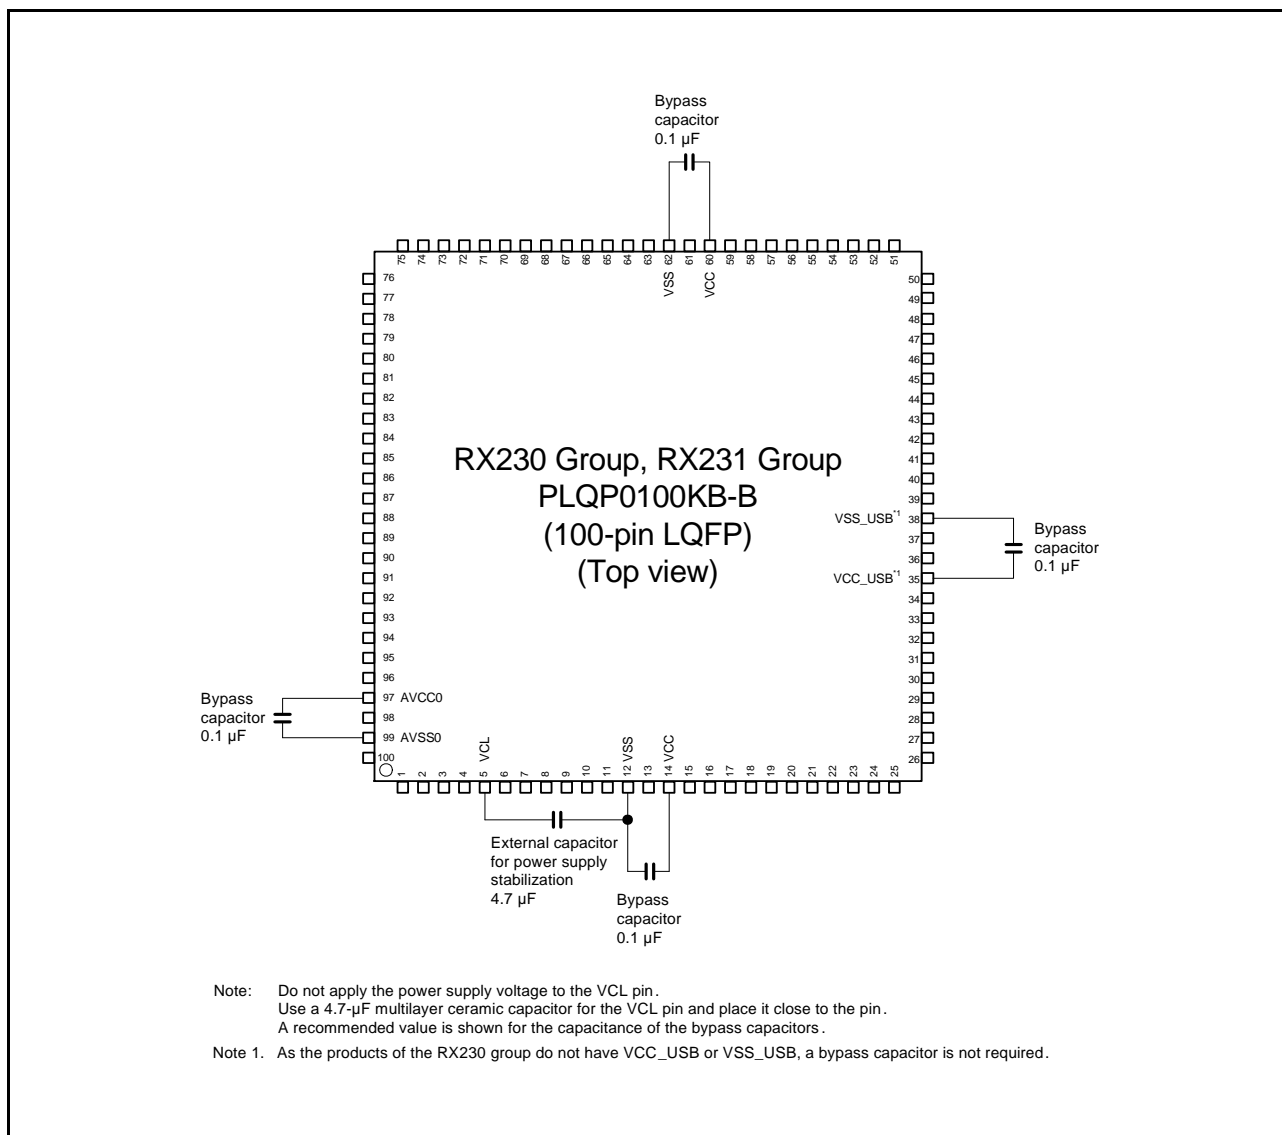 Bypass
capacitor
0.1 µF
75 74 73 72 71 70 69 68 67 66 65 64 63 62 61 60 59 58 57 56 55 54 53 52 51
VSS
VCC
76
77
78
79
80
81
82
83
84
85
86
87
88
89
90
91
92
93
94
95
96
97 AVCC0
98
99 AVSS0
100
50
49
48
47
46
45
44
43
42
41
40
39
VSS_USB*1 38
37
36
VCC_USB*1 35
34
33
32
31
30
29
28
27
26
RX230 Group, RX231 Group
PLQP0100KB-B
(100-pin LQFP)
(Top view)
Bypass
capacitor
0.1 µF
Bypass
capacitor
0.1 µF
VCL
VSS
VCC
1 2 3 4 5 6 7 8 9 10 11 12 13 14 15 16 17 18 19 20 21 22 23 24 25
External capacitor
for power supply
stabilization
4.7 µF
Bypass
capacitor
0.1 µF
Note: Do not apply the power supply voltage to the VCL pin.
Use a 4.7-µF multilayer ceramic capacitor for the VCL pin and place it close to the pin.
A recommended value is shown for the capacitance of the bypass capacitors.
Note 1. As the products of the RX230 group do not have VCC_USB or VSS_USB, a bypass capacitor is not required.